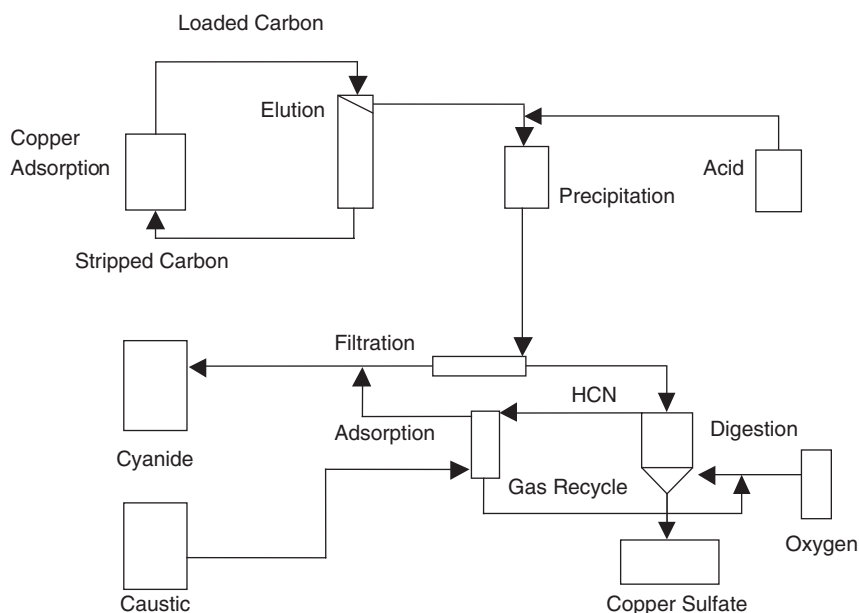 Loaded Carbon
Elution
Copper
Adsorption
Acid
Precipitation
Stripped Carbon
Filtration
HCN
Adsorption
Digestion
Cyanide
Gas Recycle
Oxygen
Caustic
Copper Sulfate